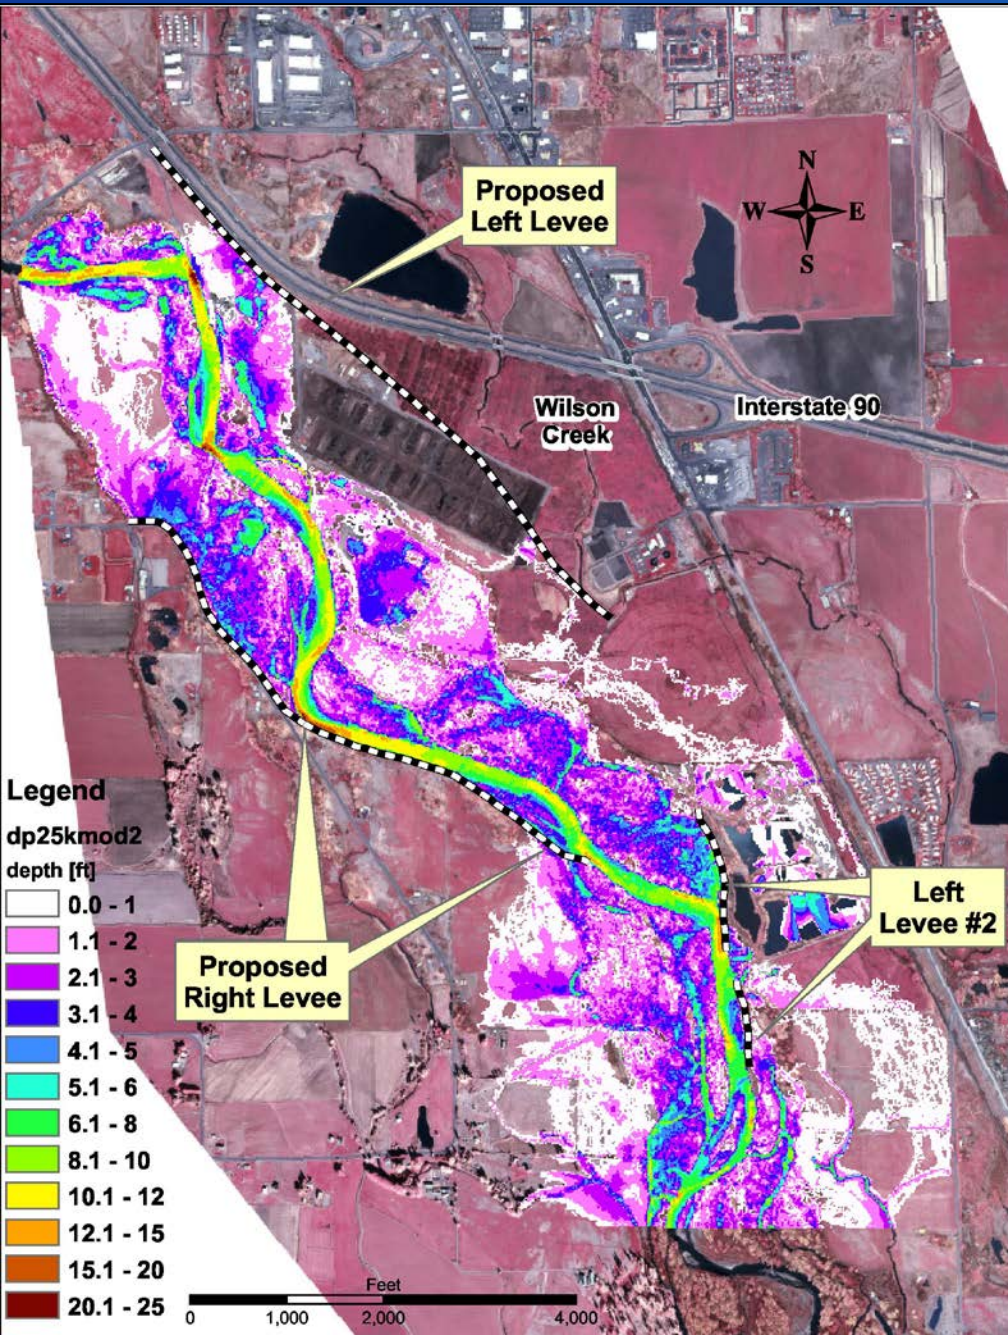 Proposed
Left Levee
N
W E
S
Wilson
Creek
Interstate 90
Legend
dp25kmod2
depth [ft]
0.0 - 1
1.1 - 2
2.1 - 3
3.1 - 4
4.1 - 5
5.1 - 6
6.1 - 8
8.1 - 10
10.1 - 12
12.1 - 15
15.1 - 20
20.1 - 25
Left
Levee #2
Proposed
Right Levee
Feet
0 1,000 2,000 4,000